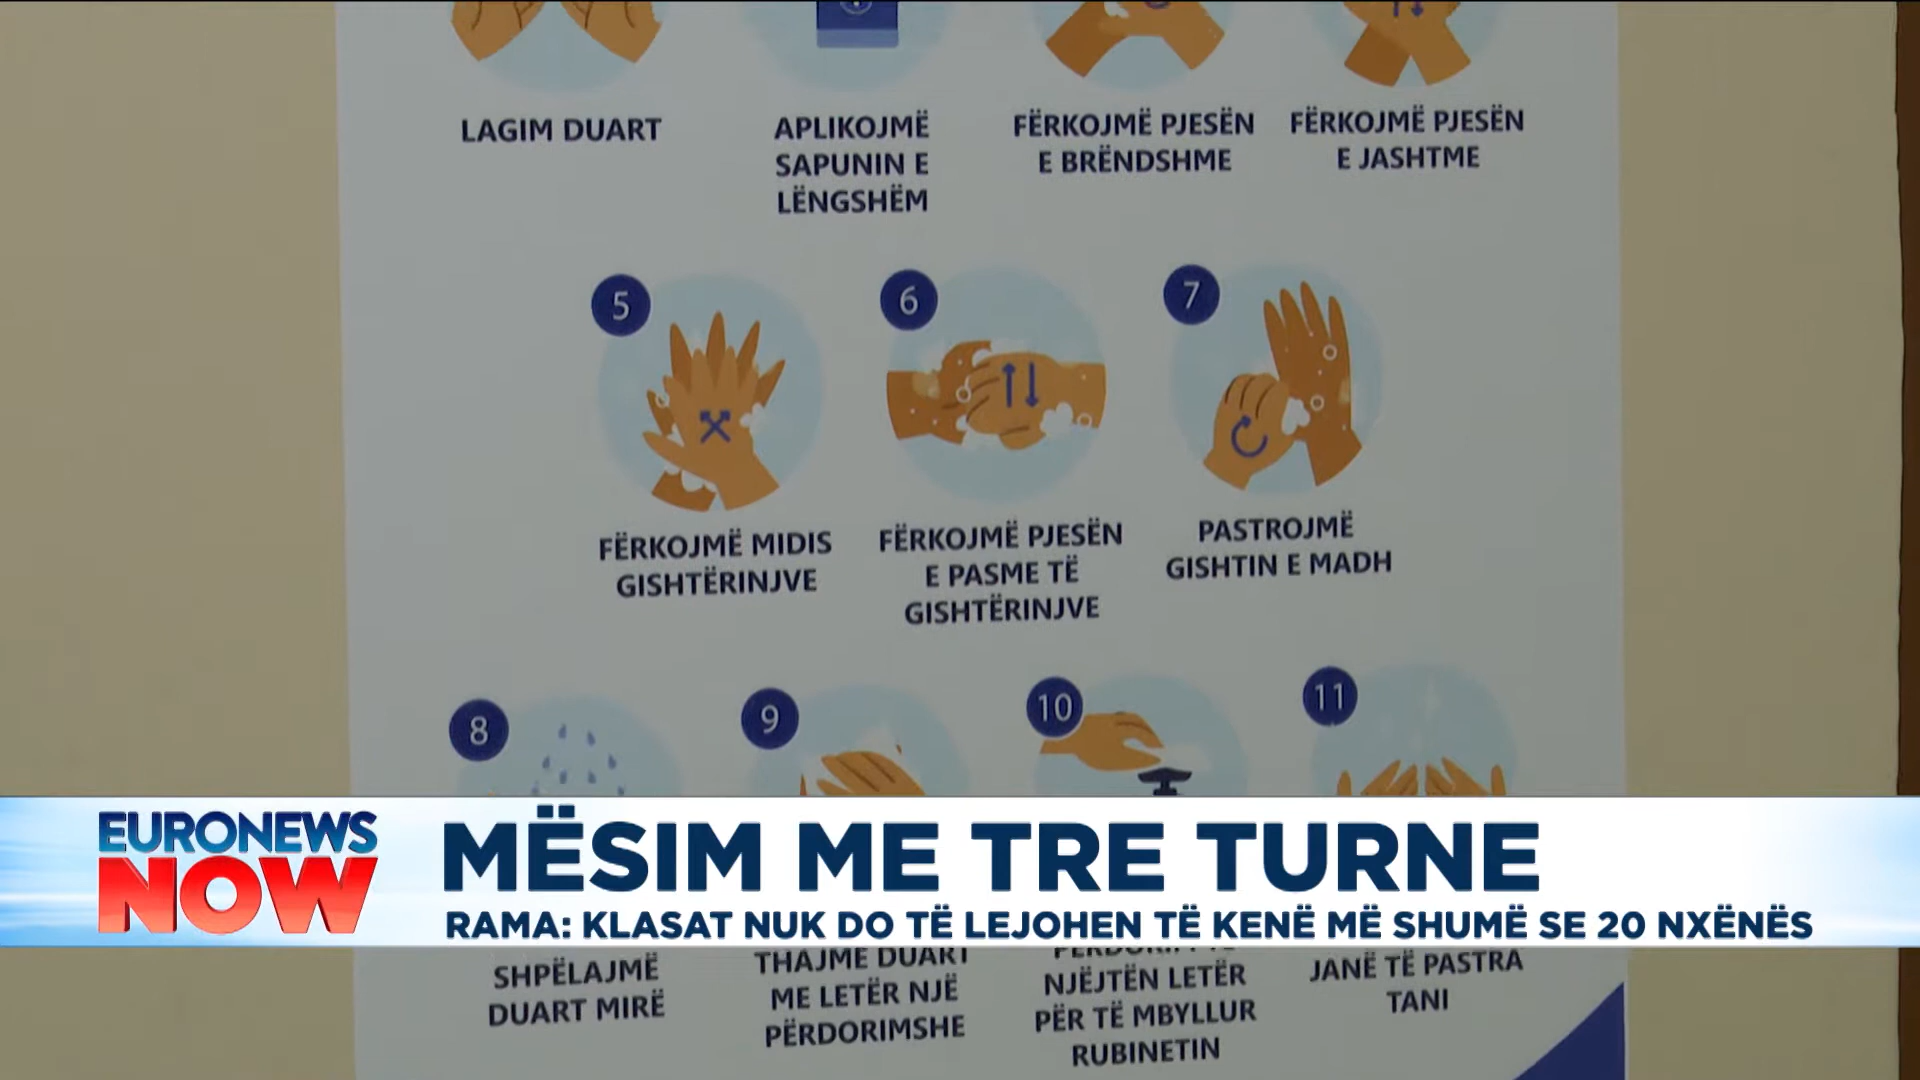 LAGIM DUART
APLIKOJMË
SAPUNIN E
LËNGSHËM
FËRKOJMË PJESËN
E BRËNDSHME
FËRKOJMË PJESËN
E JASHTME
5
FËRKOJMË MIDIS
GISHTËRINJVE
6
FËRKOJMË PJESËN
E PASME TË
GISHTËRINJVE
7
PASTROJMË
GISHTIN E MADH
8
SHPËLAJMË
DUART MIRË
9
THAJMË DUART
ME LETËR NJË
PËRDORIMSHE
10
NJËJTËN LETËR
PËR TË MBYLLUR
RUBINETIN
11
JANË TË PASTRA
TANI
EURONEWS
NOW
MËSIM ME TRE TURNE
RAMA: KLASAT NUK DO TË LEJOHEN TË KENË MË SHUMË SE 20 NXËNËS